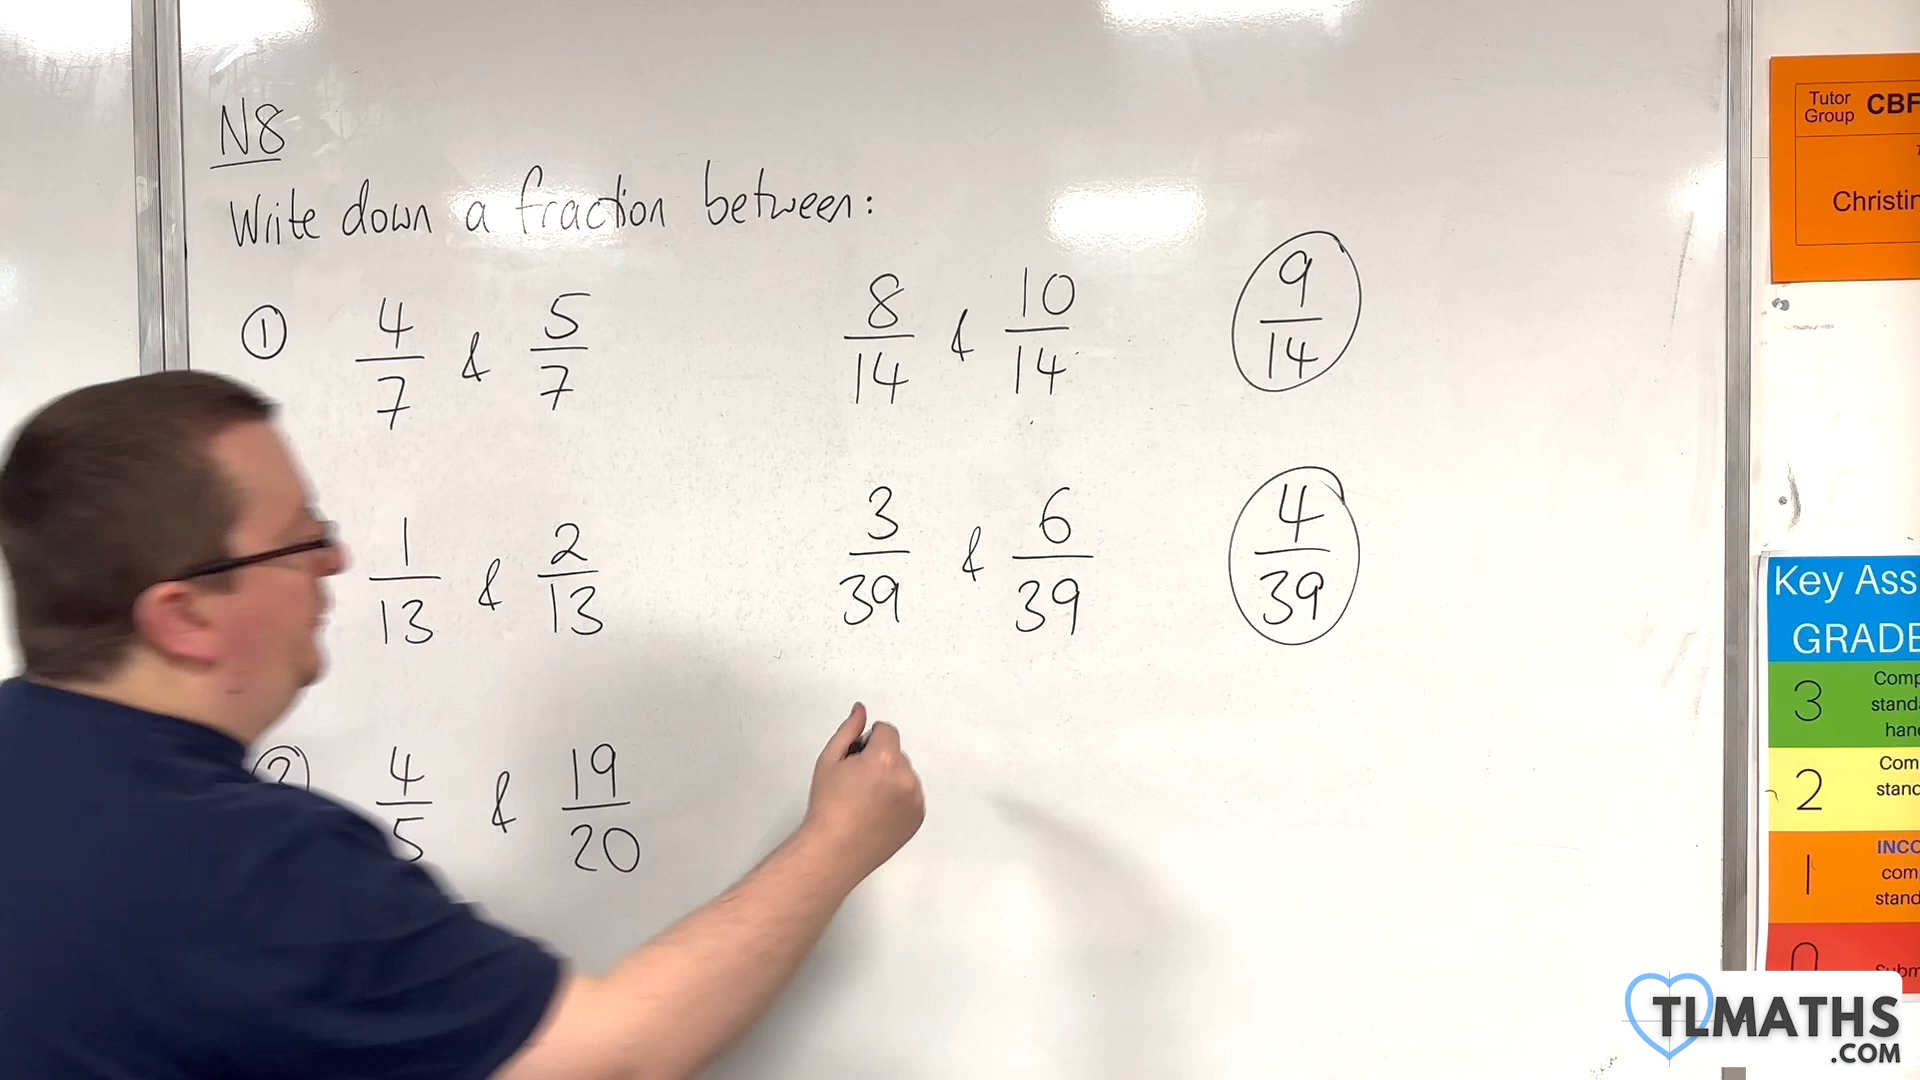 N8
Write down a fraction between:
① 4/7 & 5/7 8/14 & 10/14 9/14
1/13 & 2/13 3/39 & 6/39 4/39
② 4/5 & 19/20
Tutor Group CBF
Christin
Key Ass
GRADE
3 Comp
stand
hand
2 Com
stand
1 INCO
com
stand
0 Subm
TLMATHS
.COM